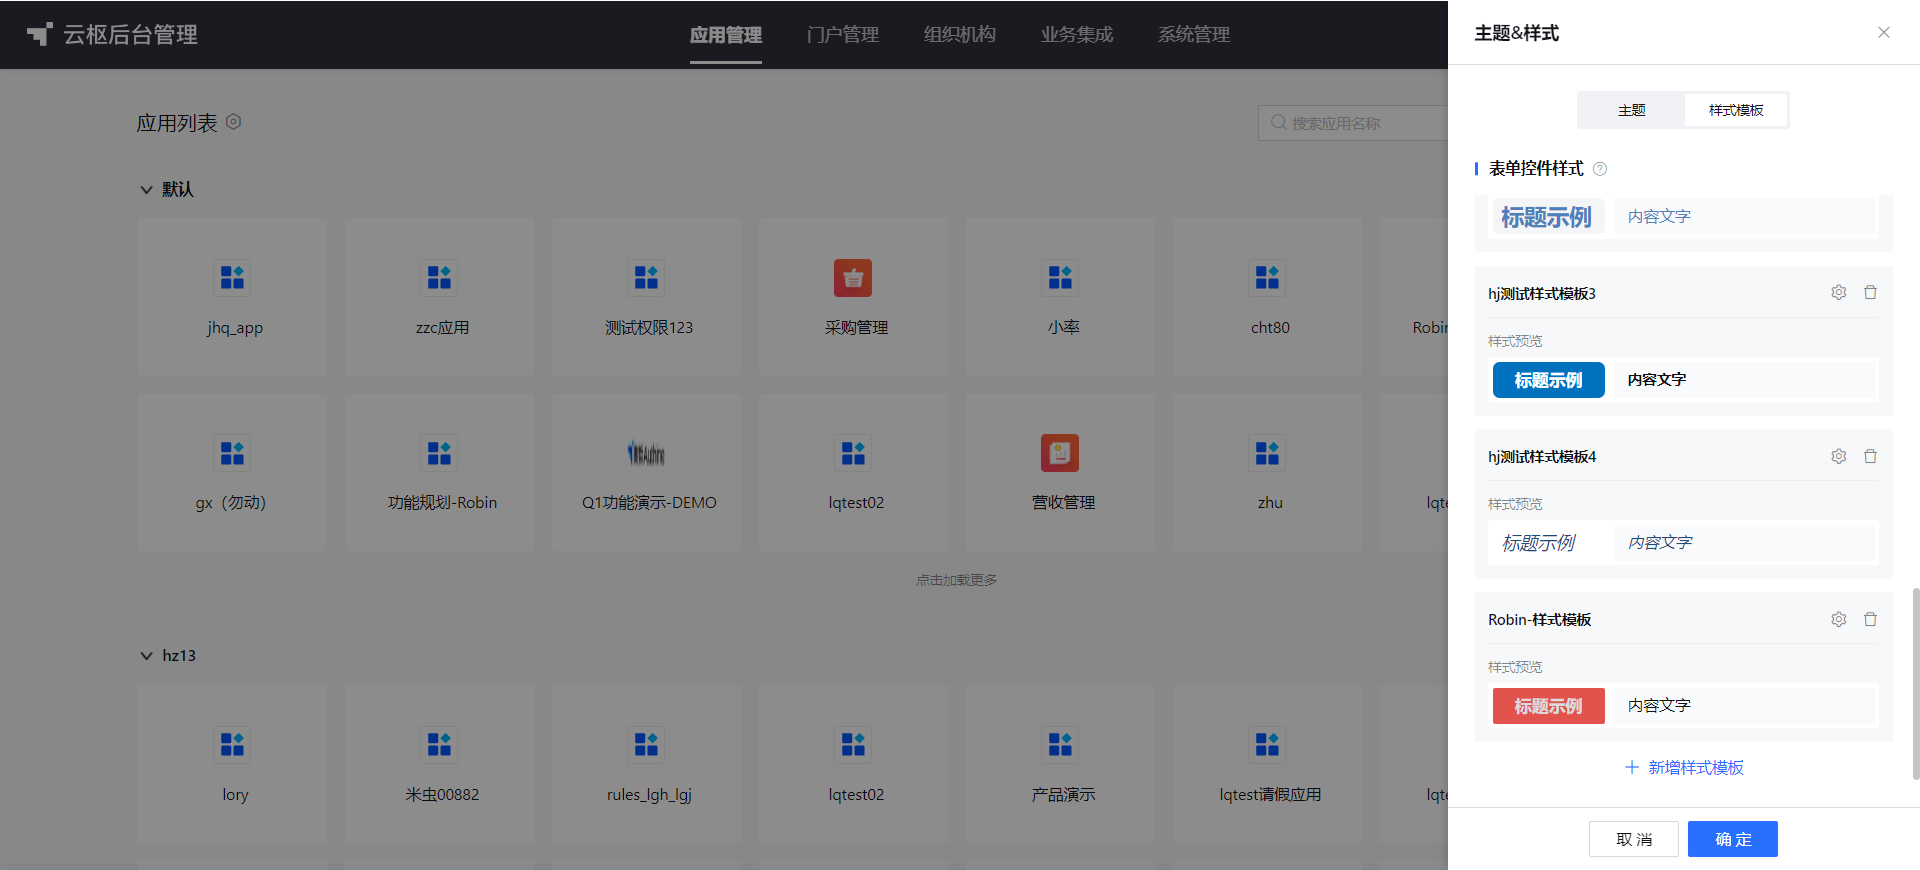 云枢后台管理
应用管理
门户管理
组织机构
业务集成
系统管理
应用列表
搜索应用名称
默认
jhq_app
zzc应用
测试权限123
采购管理
小率
cht80
gx（勿动）
功能规划-Robin
Q1功能演示-DEMO
lqtest02
营收管理
zhu
点击加载更多
hz13
lory
米虫00882
rules_lgh_lgj
lqtest02
产品演示
lqtest请假应用
主题&样式
主题
样式模板
表单控件样式
标题示例 内容文字
hj测试样式模板3
样式预览
标题示例 内容文字
hj测试样式模板4
样式预览
标题示例 内容文字
Robin-样式模板
样式预览
标题示例 内容文字
新增样式模板
取 消
确 定